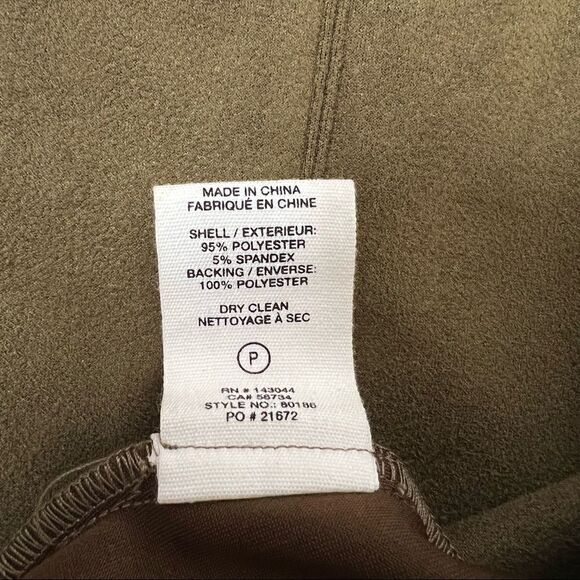 MADE IN CHINA
FABRIQUÉ EN CHINE
SHELL / EXTERIEUR:
95% POLYESTER
5% SPANDEX
BACKING / ENVERSE:
100% POLYESTER
DRY CLEAN
NETTOYAGE À SEC
P
RN # 143044
CA# 56734
STYLE NO.: 80186
PO # 21672